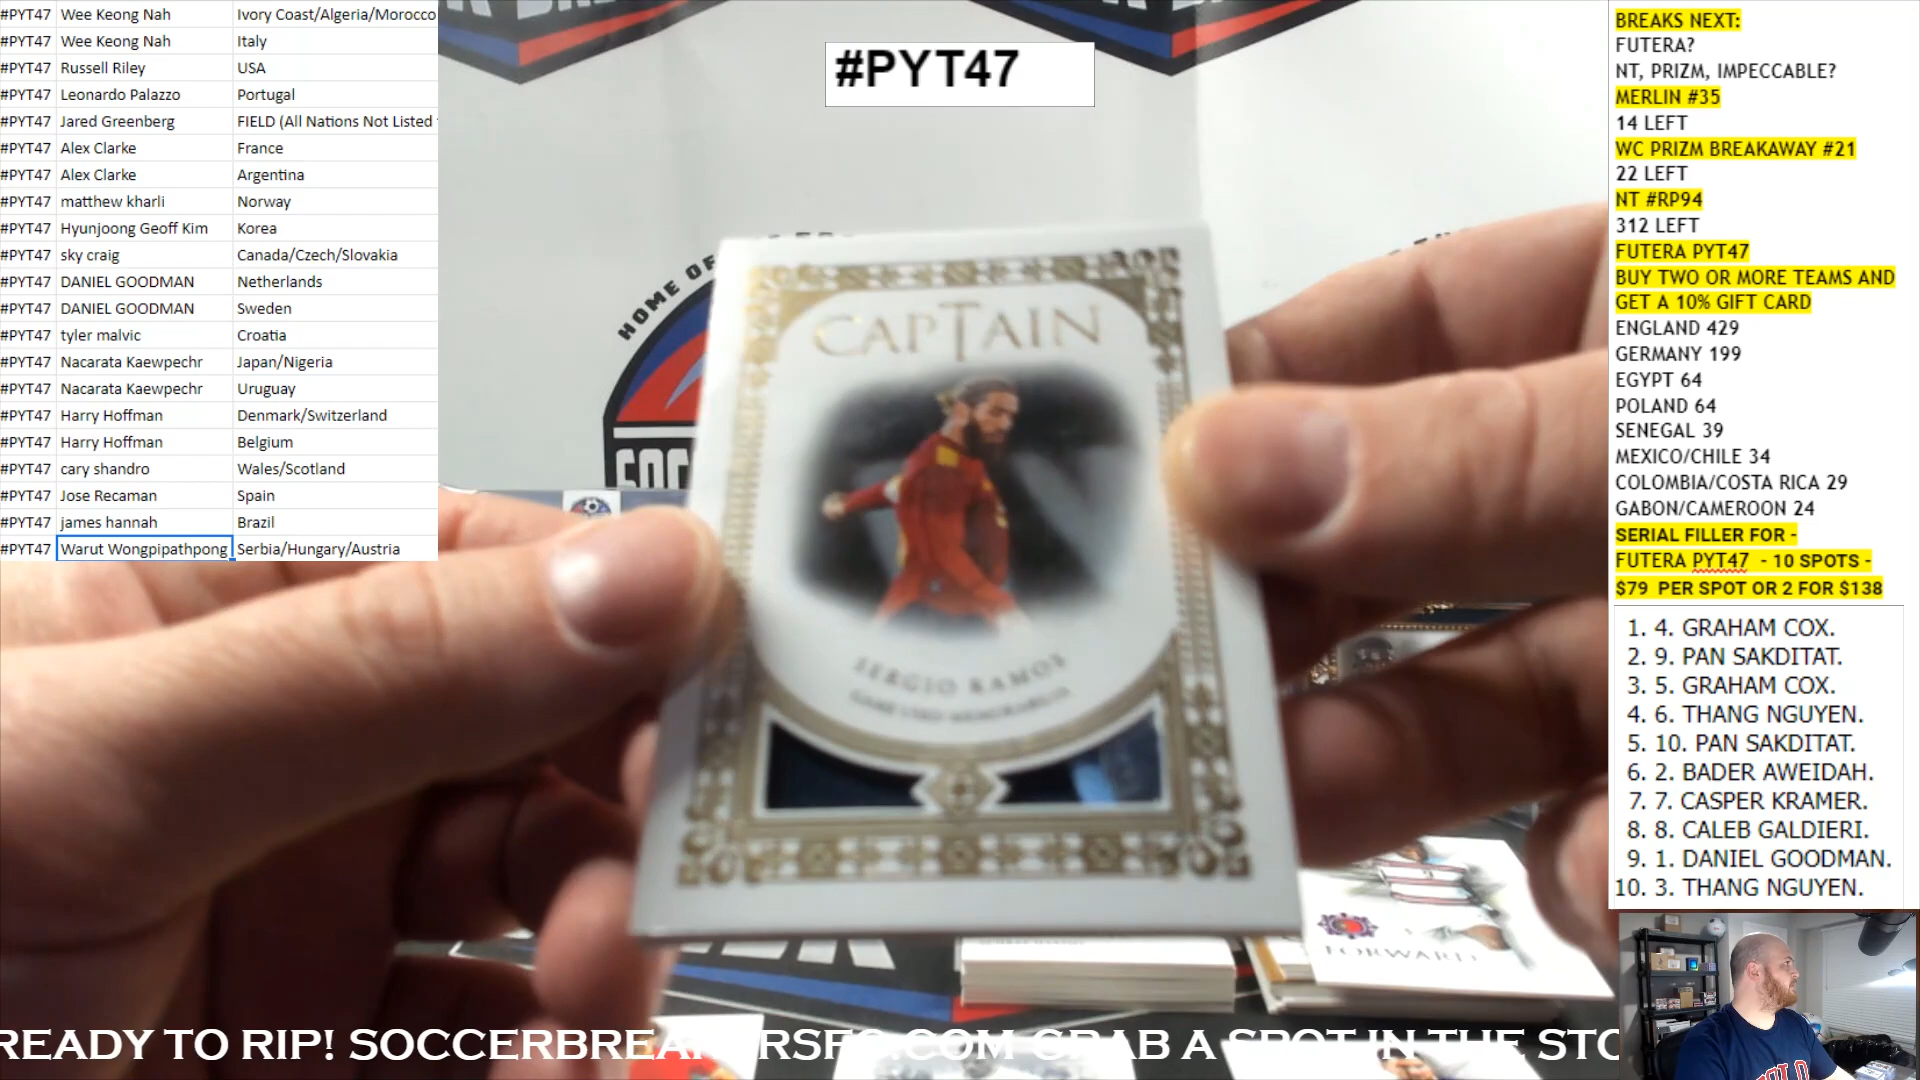 #PYT47 Wee Keong Nah Ivory Coast/Algeria/Morocco
#PYT47 Wee Keong Nah Italy
#PYT47 Russell Riley USA
#PYT47 Leonardo Palazzo Portugal
#PYT47 Jared Greenberg FIELD (All Nations Not Listed
#PYT47 Alex Clarke France
#PYT47 Alex Clarke Argentina
#PYT47 matthew kharli Norway
#PYT47 Hyunjoong Geoff Kim Korea
#PYT47 sky craig Canada/Czech/Slovakia
#PYT47 DANIEL GOODMAN Netherlands
#PYT47 DANIEL GOODMAN Sweden
#PYT47 tyler malvic Croatia
#PYT47 Nacarata Kaewpechr Japan/Nigeria
#PYT47 Nacarata Kaewpechr Uruguay
#PYT47 Harry Hoffman Denmark/Switzerland
#PYT47 Harry Hoffman Belgium
#PYT47 cary shandro Wales/Scotland
#PYT47 Jose Recaman Spain
#PYT47 james hannah Brazil
#PYT47 Warut Wongpipathpong Serbia/Hungary/Austria
#PYT47
HOME OF
SOC
CAPTAIN
SERGIO RAMOS
GAME USED MEMORABILIA
FORWARD
BREAKS NEXT:
FUTERA?
NT, PRIZM, IMPECCABLE?
MERLIN #35
14 LEFT
WC PRIZM BREAKAWAY #21
22 LEFT
NT #RP94
312 LEFT
FUTERA PYT47
BUY TWO OR MORE TEAMS AND
GET A 10% GIFT CARD
ENGLAND 429
GERMANY 199
EGYPT 64
POLAND 64
SENEGAL 39
MEXICO/CHILE 34
COLOMBIA/COSTA RICA 29
GABON/CAMEROON 24
SERIAL FILLER FOR -
FUTERA PYT47 - 10 SPOTS -
$79 PER SPOT OR 2 FOR $138
1. 4. GRAHAM COX.
2. 9. PAN SAKDITAT.
3. 5. GRAHAM COX.
4. 6. THANG NGUYEN.
5. 10. PAN SAKDITAT.
6. 2. BADER AWEIDAH.
7. 7. CASPER KRAMER.
8. 8. CALEB GALDIERI.
9. 1. DANIEL GOODMAN.
10. 3. THANG NGUYEN.
READY TO RIP! SOCCERBREAKERSFC.COM GRAB A SPOT IN THE STO